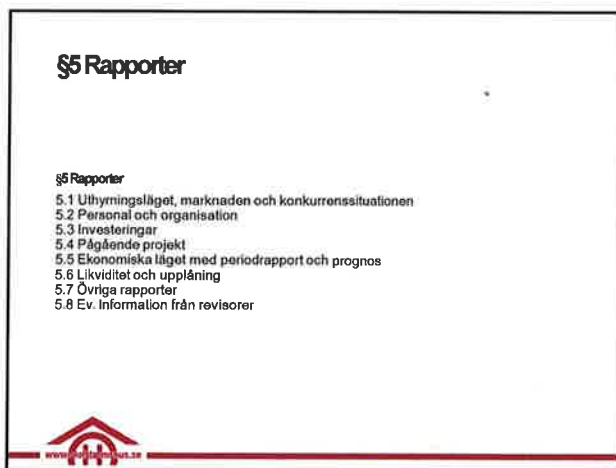 §5 Rapporter
§5 Rapporter
5.1 Uthyrningsläget, marknaden och konkurrenssituationen
5.2 Personal och organisation
5.3 Investeringar
5.4 Pågående projekt
5.5 Ekonomiska läget med periodrapport och prognos
5.6 Likviditet och upplåning
5.7 Övriga rapporter
5.8 Ev. Information från revisorer